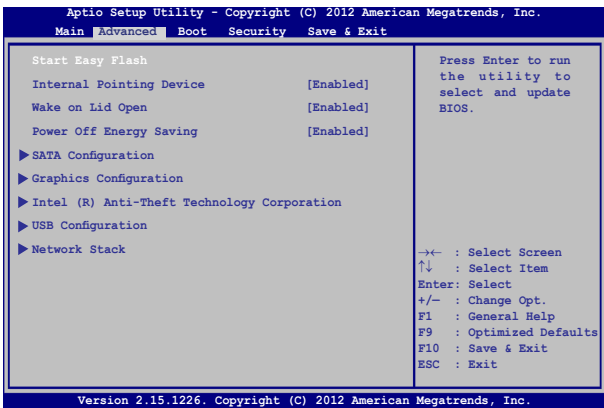 Aptio Setup Utility - Copyright (C) 2012 American Megatrends, Inc.
Main Advanced Boot Security Save & Exit
Start Easy Flash
Internal Pointing Device [Enabled]
Wake on Lid Open [Enabled]
Power Off Energy Saving [Enabled]
SATA Configuration
Graphics Configuration
Intel (R) Anti-Theft Technology Corporation
USB Configuration
Network Stack
Press Enter to run
the utility to
select and update
BIOS.
→← : Select Screen
↑↓ : Select Item
Enter: Select
+/— : Change Opt.
F1 : General Help
F9 : Optimized Defaults
F10 : Save & Exit
ESC : Exit
Version 2.15.1226. Copyright (C) 2012 American Megatrends, Inc.